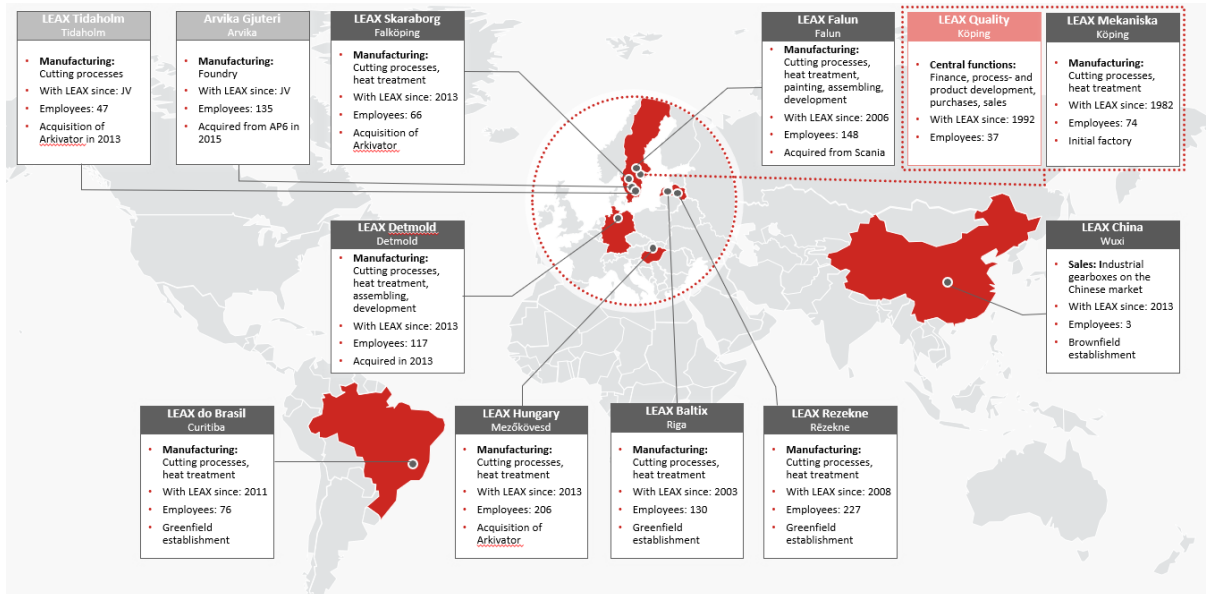 LEAX Tidaholm
Tidaholm
• Manufacturing:
Cutting processes
• With LEAX since: JV
• Employees: 47
• Acquisition of
Arkivator in 2013
Arvika Gjuteri
Arvika
• Manufacturing:
Foundry
• With LEAX since: JV
• Employees: 135
• Acquired from AP6 in
2015
LEAX Skaraborg
Falköping
• Manufacturing:
Cutting processes,
heat treatment
• With LEAX since: 2013
• Employees: 66
• Acquisition of
Arkivator
LEAX Falun
Falun
• Manufacturing:
Cutting processes,
heat treatment,
painting, assembling,
development
• With LEAX since: 2006
• Employees: 148
• Acquired from Scania
LEAX Quality
Köping
• Central functions:
Finance, process- and
product development,
purchases, sales
• With LEAX since: 1992
• Employees: 37
LEAX Mekaniska
Köping
• Manufacturing:
Cutting processes,
heat treatment
• With LEAX since: 1982
• Employees: 74
• Initial factory
LEAX Detmold
Detmold
• Manufacturing:
Cutting processes,
heat treatment,
assembling,
development
• With LEAX since: 2013
• Employees: 117
• Acquired in 2013
LEAX China
Wuxi
• Sales: Industrial
gearboxes on the
Chinese market
• With LEAX since: 2013
• Employees: 3
• Brownfield
establishment
LEAX do Brasil
Curitiba
• Manufacturing:
Cutting processes,
heat treatment
• With LEAX since: 2011
• Employees: 76
• Greenfield
establishment
LEAX Hungary
Mezőkövesd
• Manufacturing:
Cutting processes,
heat treatment
• With LEAX since: 2013
• Employees: 206
• Acquisition of
Arkivator
LEAX Baltix
Riga
• Manufacturing:
Cutting processes,
heat treatment
• With LEAX since: 2003
• Employees: 130
• Greenfield
establishment
LEAX Rezekne
Rēzekne
• Manufacturing:
Cutting processes,
heat treatment
• With LEAX since: 2008
• Employees: 227
• Greenfield
establishment